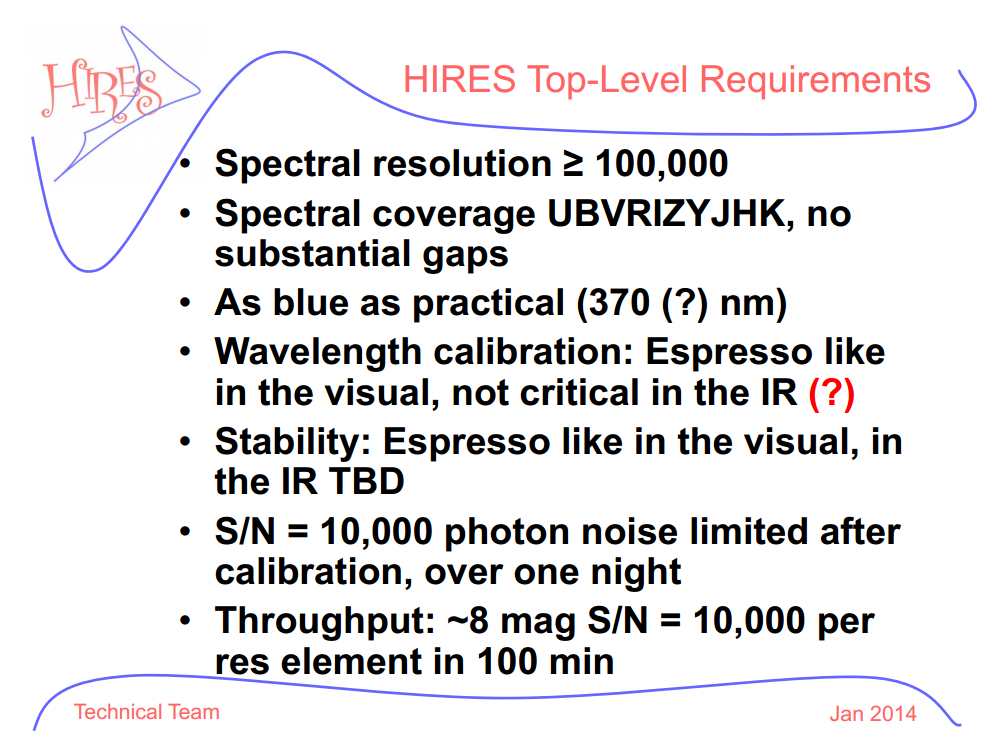 HIRES
HIRES Top-Level Requirements
• Spectral resolution ≥ 100,000
• Spectral coverage UBVRIZYJHK, no
substantial gaps
• As blue as practical (370 (?) nm)
• Wavelength calibration: Espresso like
in the visual, not critical in the IR (?)
• Stability: Espresso like in the visual, in
the IR TBD
• S/N = 10,000 photon noise limited after
calibration, over one night
• Throughput: ~8 mag S/N = 10,000 per
res element in 100 min
Technical Team
Jan 2014